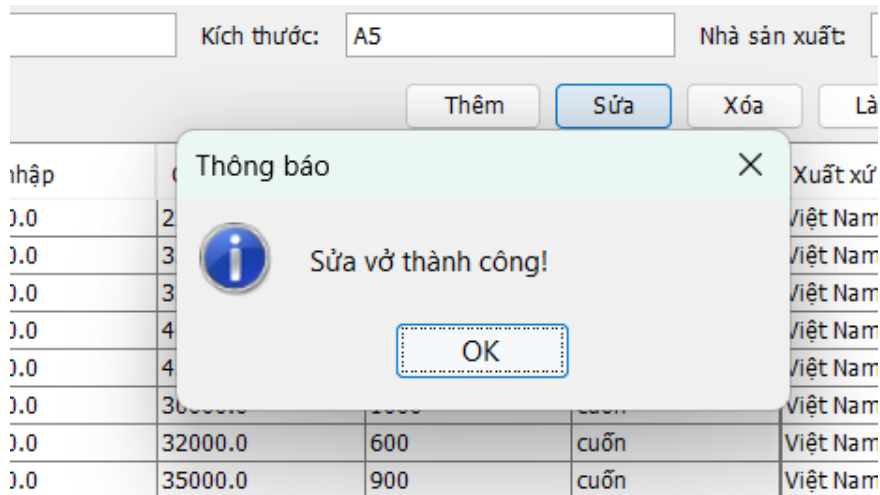 Kích thước: A5 Nhà sản xuất:
Thêm Sửa Xóa
Thông báo
Xuất xứ
Việt Nam
Sửa vở thành công!
Việt Nam
Việt Nam
OK
Việt Nam
Việt Nam
Việt Nam
32000.0 600 cuốn Việt Nam
35000.0 900 cuốn Việt Nam